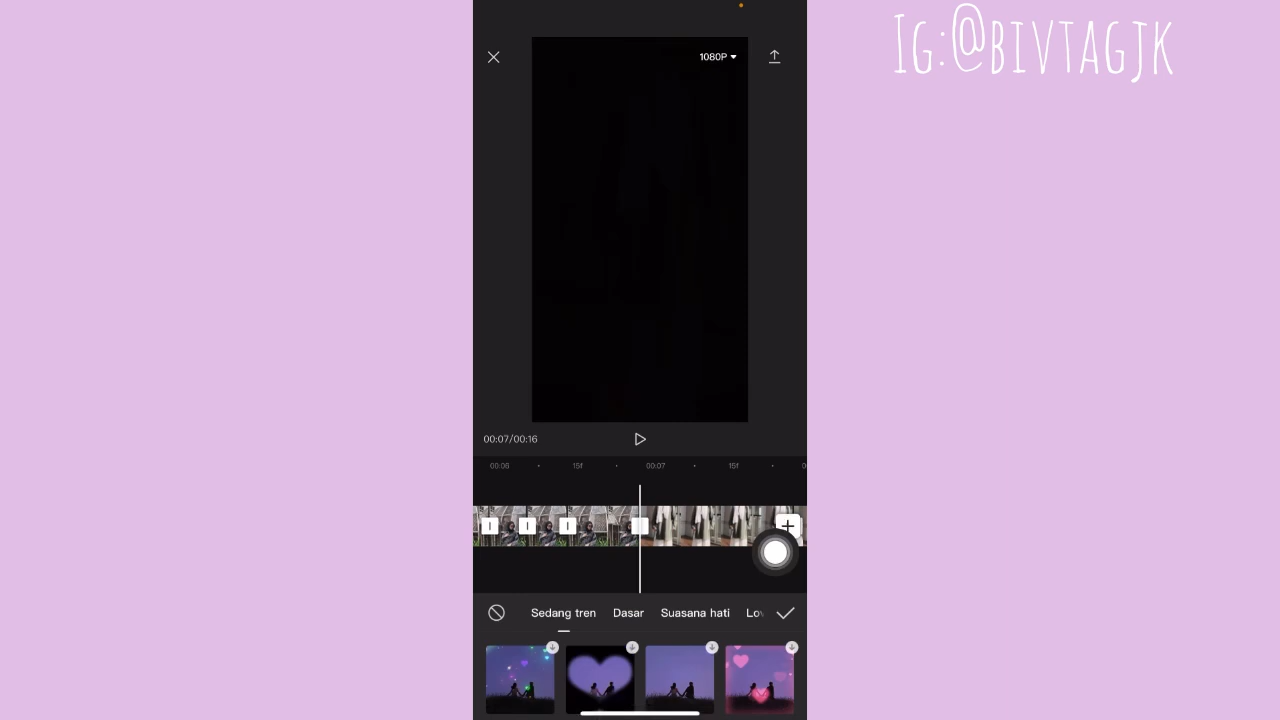 IG:@BIVTAGJK
1080P
00:07/00:16
00:06
15f
00:07
15f
Sedang tren
Dasar
Suasana hati